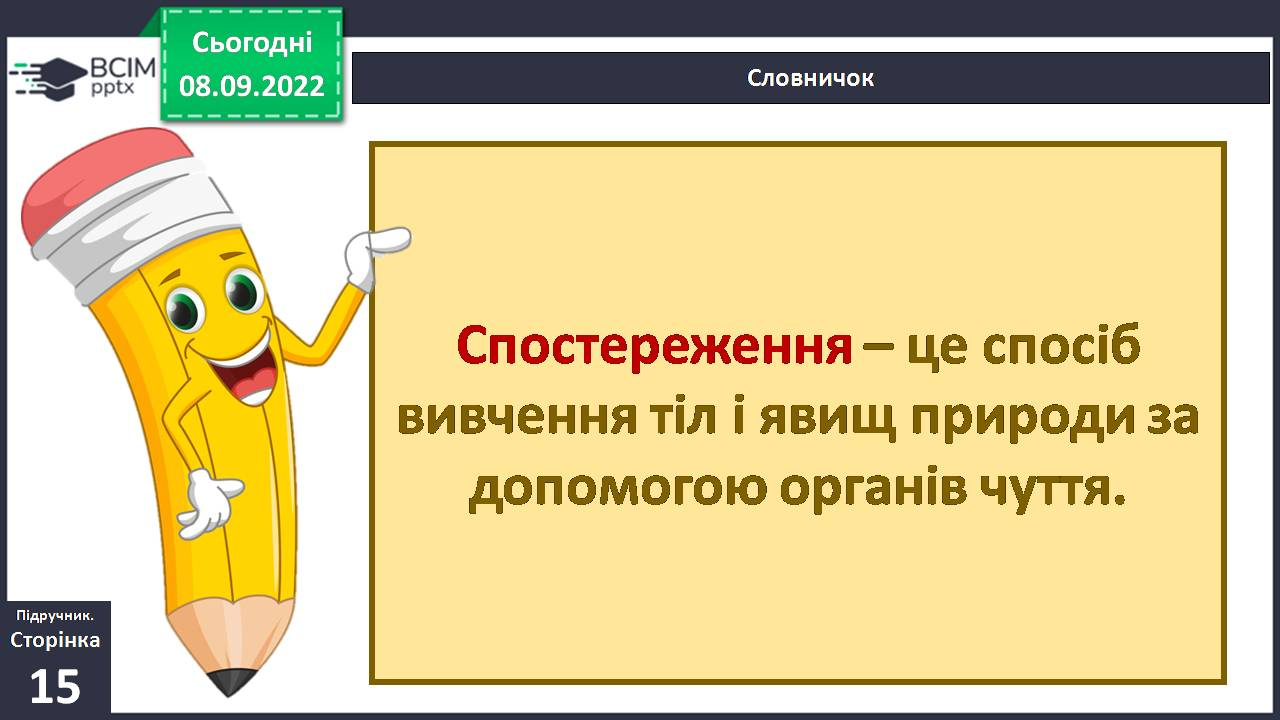 ВСІМ
pptx
Сьогодні
08.09.2022
Словничок
Спостереження – це спосіб
вивчення тіл і явищ природи за
допомогою органів чуття.
Підручник.
Сторінка
15